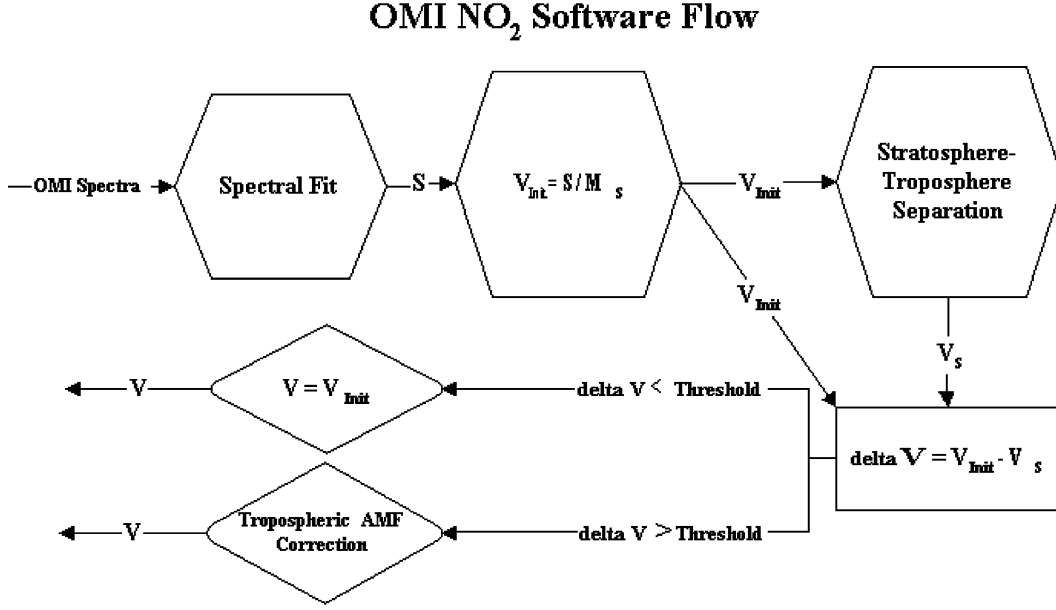 OMI NO2 Software Flow
OMI Spectra
Spectral Fit
S
VInit = S / M S
VInit
Stratosphere-
Troposphere
Separation
VInit
VS
V
V = V Init
delta V < Threshold
delta V = VInit - V S
V
Tropospheric AMF
Correction
delta V > Threshold